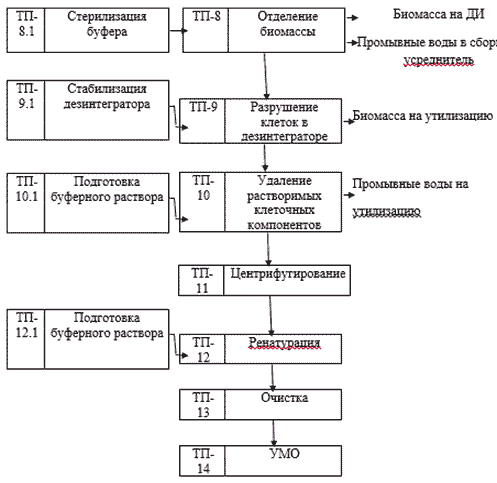 ТП-
8.1
Стерилизация
буфера
ТП-8
Отделение
биомассы
Биомасса на ДИ
Промывные воды в сбор
усреднитель
ТП-
9.1
Стабилизация
дезинтегратора
ТП-9
Разрушение
клеток в
дезинтеграторе
Биомасса на утилизацию
ТП-
10.1
Подготовка
буферного раствора
ТП-
10
Удаление
растворимых
клеточных
компонентов
Промывные воды на
утилизацию
ТП-
11
Центрифугирование
ТП-
12.1
Подготовка
буферного раствора
ТП-
12
Ренатурация
ТП-
13
Очистка
ТП-
14
УМО